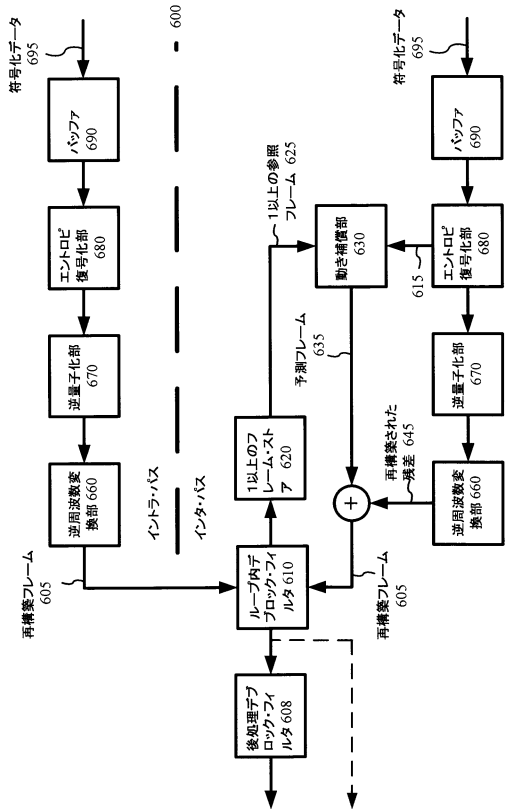 600
符号化データ
695
バッファ
690
エントロピ
復号化部
680
逆量子化部
670
逆周波数変
換部 660
再構築フレーム
605
イントラ・パス
インタ・パス
1以上の参照
フレーム 625
1以上のフ
レーム・スト
ア 620
ループ内デ
ブロック・フィ
ルタ 610
後処理デブ
ロック・フィ
ルタ 608
動き補償部
630
予測フレーム
635
+
再構築フレーム
605
符号化データ
695
バッファ
690
エントロピ
復号化部
680
615
逆量子化部
670
逆周波数変
換部 660
再構築された
残差 645